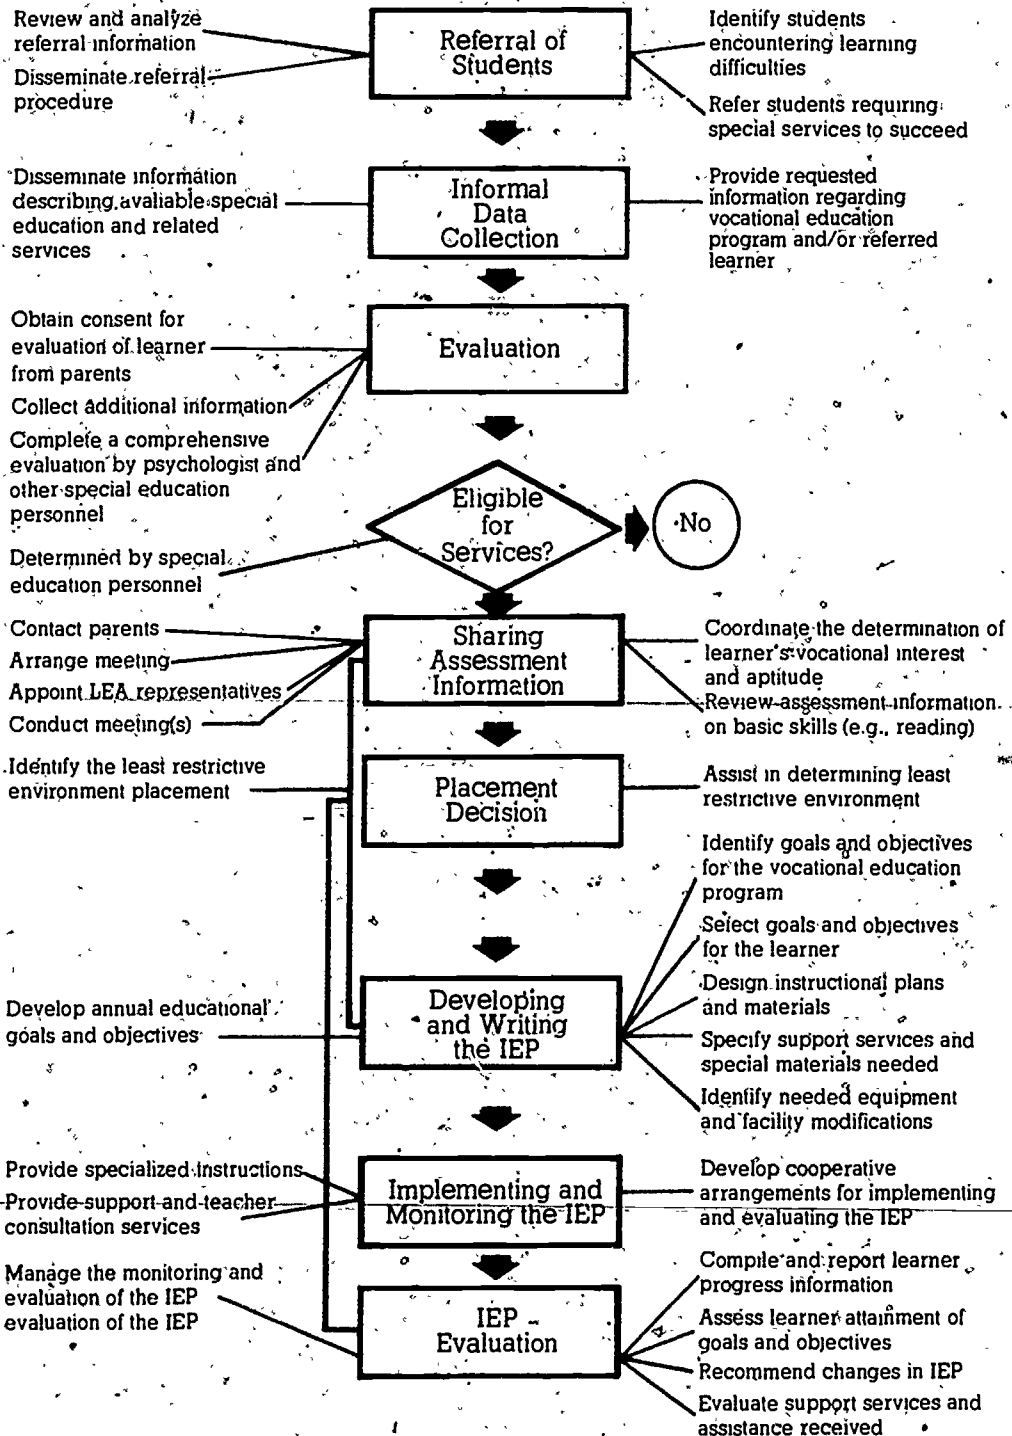 Review and analyze
referral information
Disseminate referral
procedure
Referral of
Students
Identify students
encountering learning
difficulties
Refer students requiring
special services to succeed
Disseminate information
describing avaliable special
education and related
services
Informal
Data
Collection
Provide requested
information regarding
vocational education
program and/or referred
learner
Obtain consent for
evaluation of learner
from parents
Collect additional information
Complete a comprehensive
evaluation by psychologist and
other special education
personnel
Evaluation
Eligible
for
Services?
No
Determined by special
education personnel
Contact parents
Arrange meeting
Appoint LEA representatives
Conduct meeting(s)
Sharing
Assessment
Information
Coordinate the determination of
learner's vocational interest
and aptitude
Review assessment information
on basic skills (e.g., reading)
Identify the least restrictive
environment placement
Placement
Decision
Assist in determining least
restrictive environment
Identify goals and objectives
for the vocational education
program
Select goals and objectives
for the learner
Design instructional plans
and materials
Specify support services and
special materials needed
Identify needed equipment
and facility modifications
Develop annual educational
goals and objectives
Developing
and Writing
the IEP
Provide specialized instructions
Provide support and teacher
consultation services
Implementing and
Monitoring the IEP
Develop cooperative
arrangements for implementing
and evaluating the IEP
Manage the monitoring and
evaluation of the IEP
evaluation of the IEP
IEP
Evaluation
Compile and report learner
progress information
Assess learner attainment of
goals and objectives
Recommend changes in IEP
Evaluate support services and
assistance received